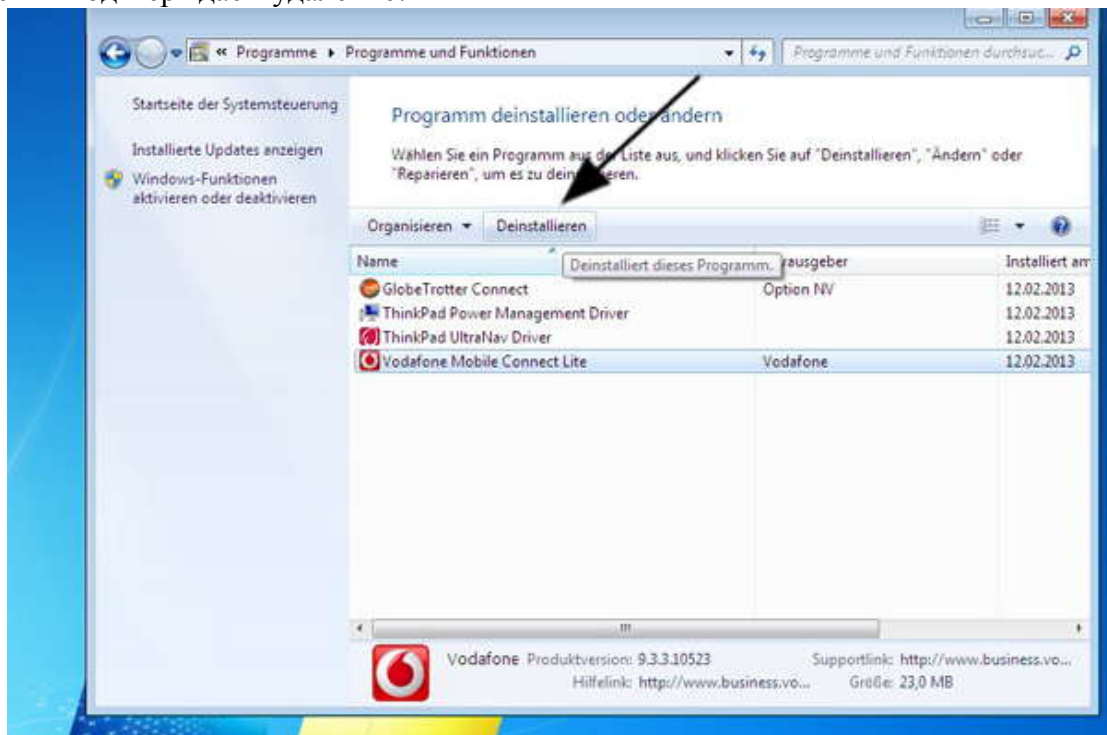 « Programme ▸ Programme und Funktionen
Programme und Funktionen durchsuc...
Startseite der Systemsteuerung
Installierte Updates anzeigen
Windows-Funktionen
aktivieren oder deaktivieren
Programm deinstallieren oder ändern
Wählen Sie ein Programm aus der Liste aus, und klicken Sie auf "Deinstallieren", "Ändern" oder
"Reparieren", um es zu deinstallieren.
Organisieren Deinstallieren
Name rausgeber Installiert am
Deinstalliert dieses Programm.
GlobeTrotter Connect Option NV 12.02.2013
ThinkPad Power Management Driver 12.02.2013
ThinkPad UltraNav Driver 12.02.2013
Vodafone Mobile Connect Lite Vodafone 12.02.2013
Vodafone Produktversion: 9.3.3.10523 Supportlink: http://www.business.vo...
Hilfelink: http://www.business.vo... Größe: 23,0 MB